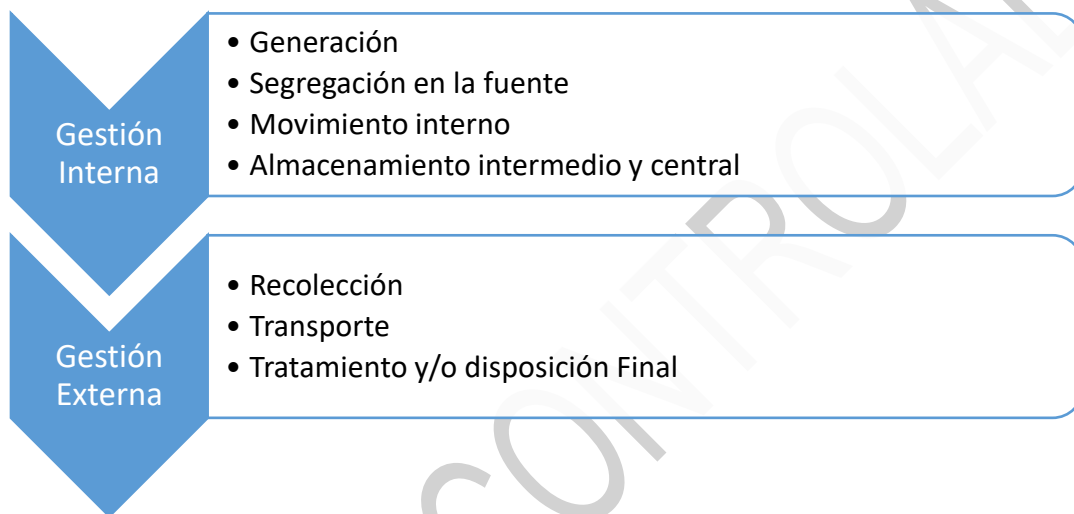 Gestión
Interna
• Generación
• Segregación en la fuente
• Movimiento interno
• Almacenamiento intermedio y central
Gestión
Externa
• Recolección
• Transporte
• Tratamiento y/o disposición Final
CONTROLA